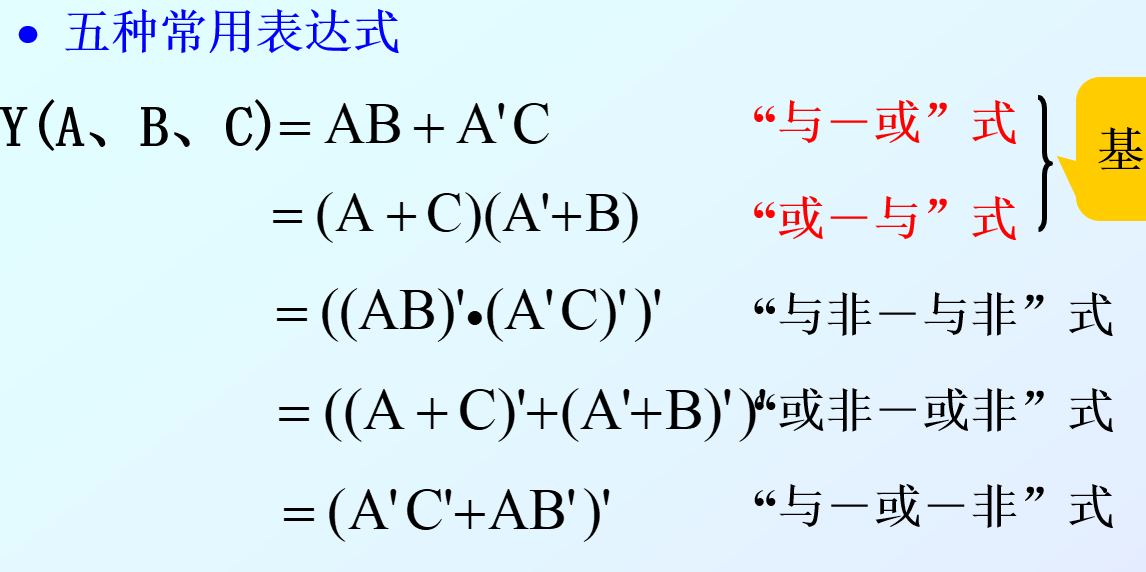 • 五种常用表达式
Y(A、B、C)= AB + A'C “与－或”式
= (A + C)(A'+B) “或－与”式
基
= ((AB)'•(A'C)')' “与非－与非”式
= ((A + C)'+(A'+B)')' “或非－或非”式
= (A'C'+AB')' “与－或－非”式